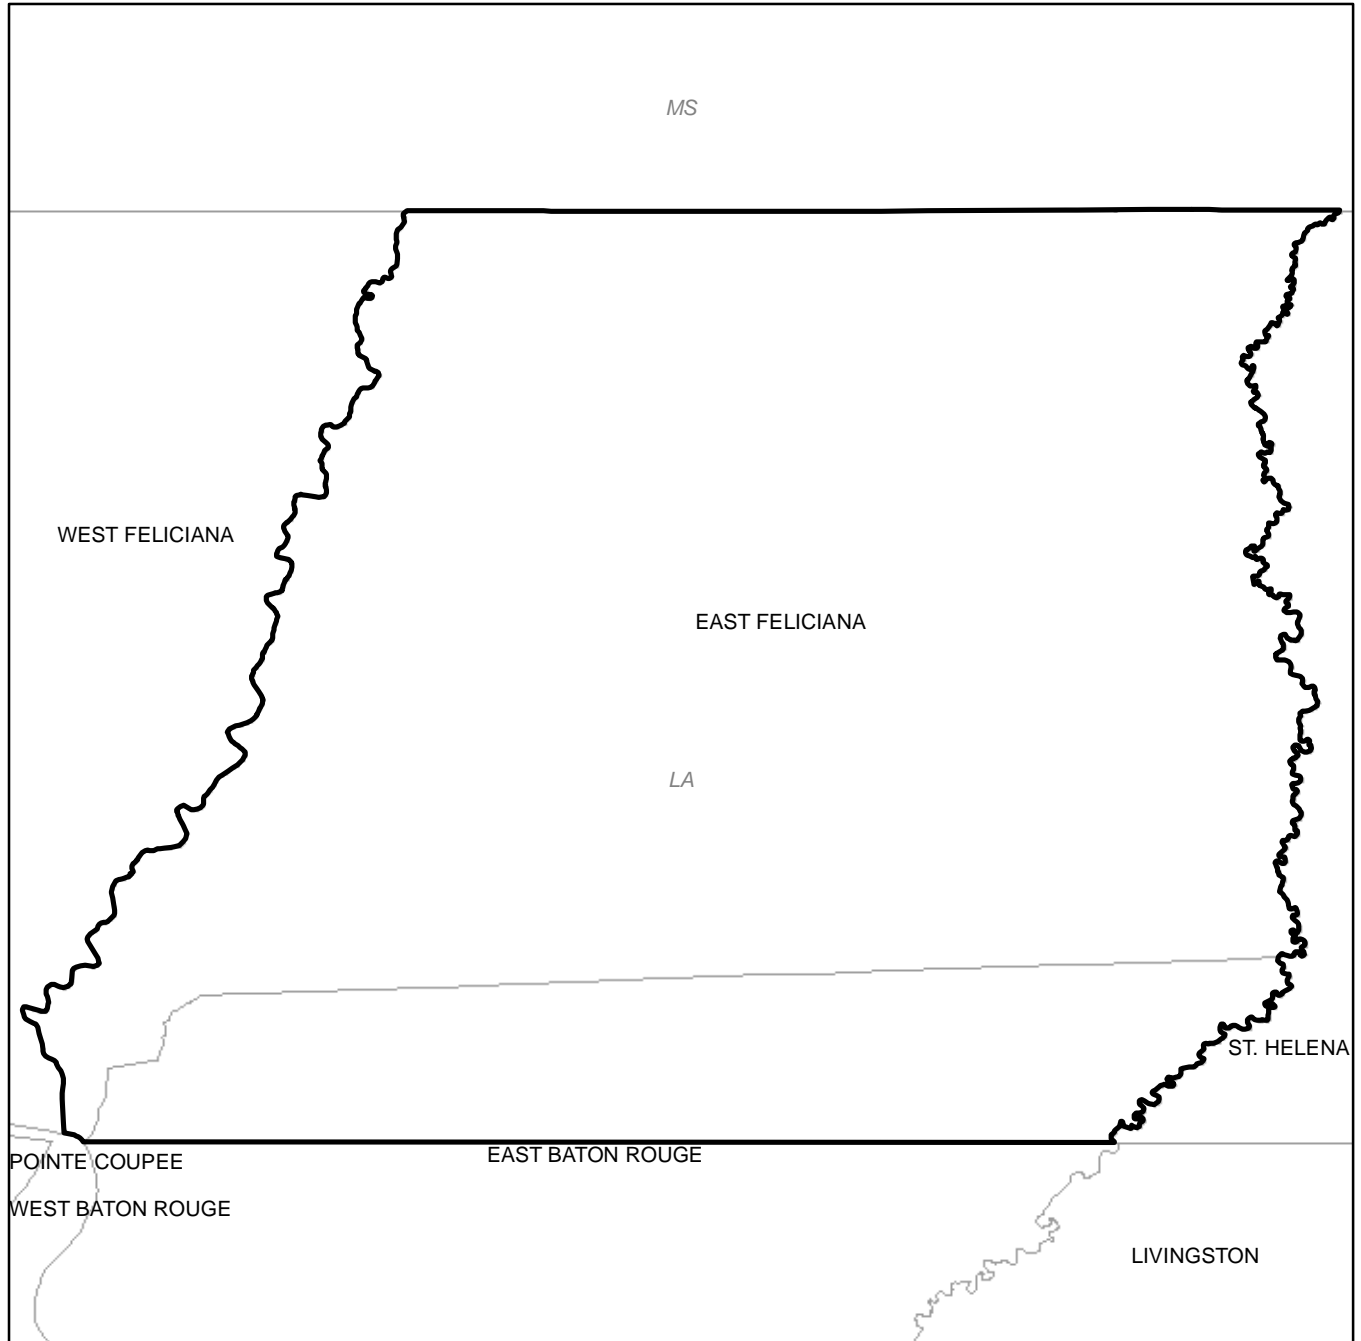 MS
WEST FELICIANA
EAST FELICIANA
LA
ST. HELENA
EAST BATON ROUGE
POINTE COUPEE
WEST BATON ROUGE
LIVINGSTON